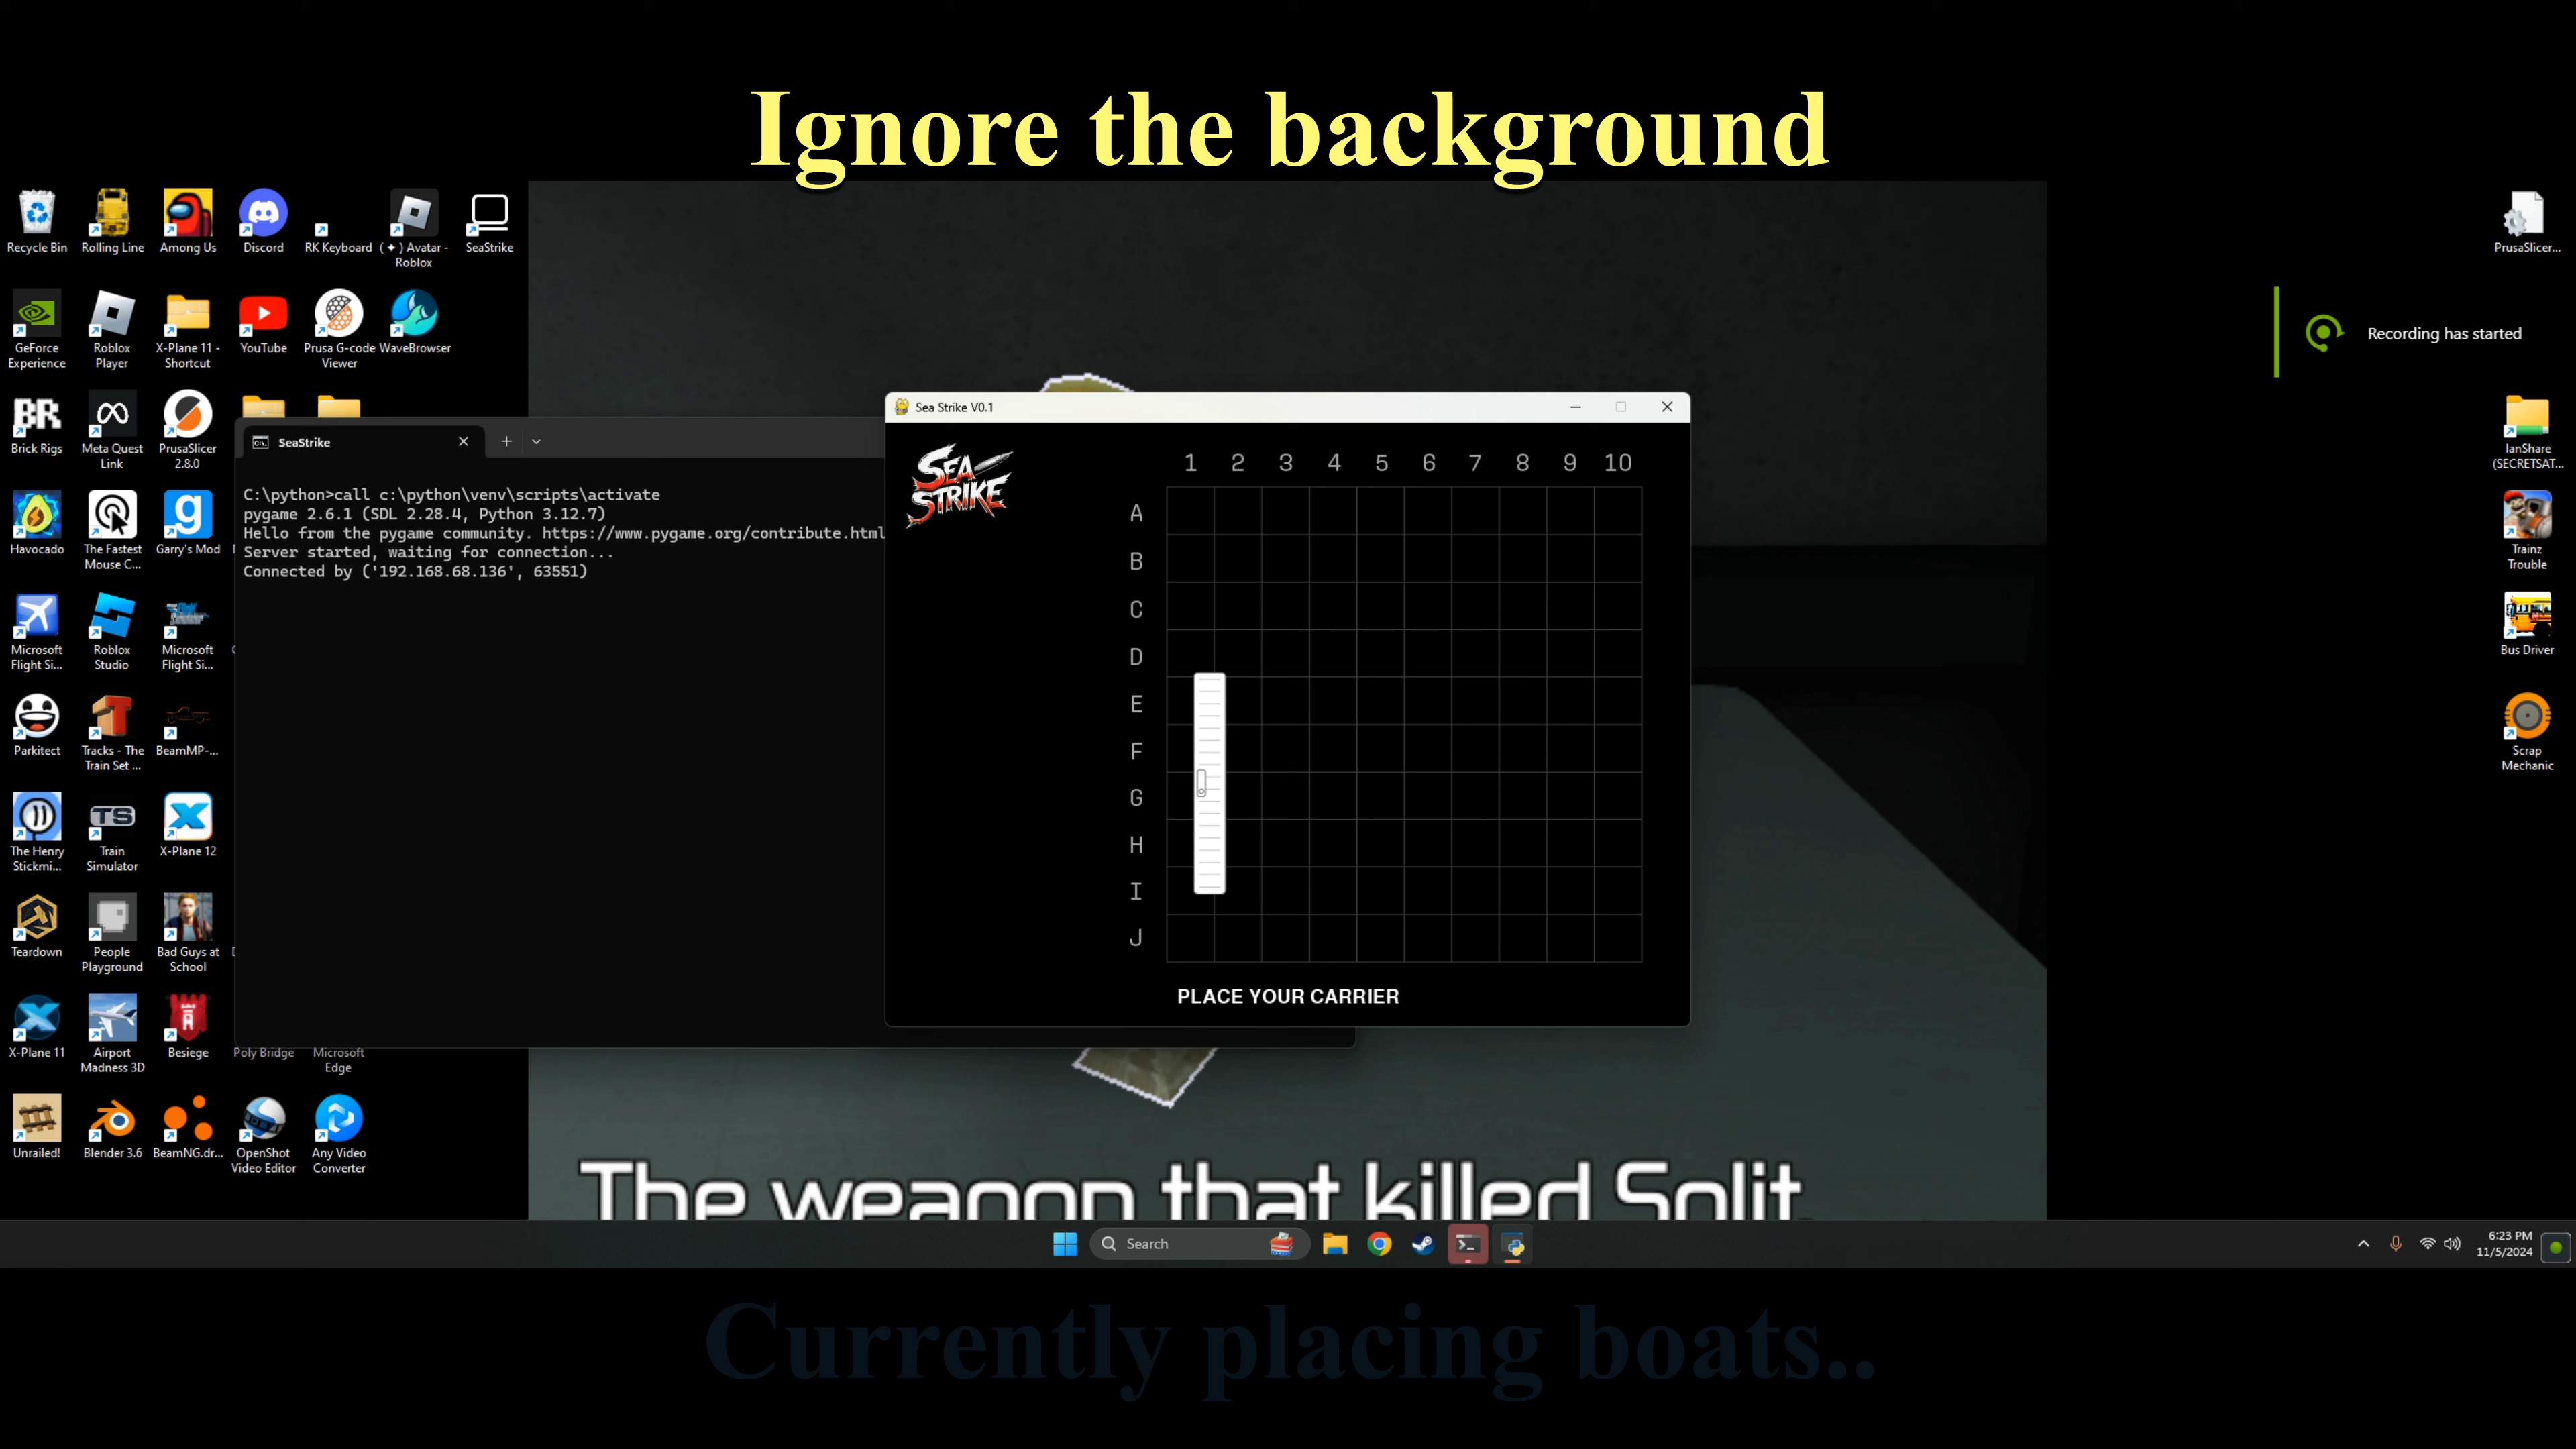 Ignore the background
Recycle Bin
Rolling Line
Among Us
Discord
RK Keyboard
( ✦ ) Avatar -
Roblox
SeaStrike
GeForce
Experience
Roblox
Player
X-Plane 11 -
Shortcut
YouTube
Prusa G-code
Viewer
WaveBrowser
BR
Brick Rigs
Meta Quest
Link
PrusaSlicer
2.8.0
Havocado
The Fastest
Mouse C...
Garry's Mod
Microsoft
Flight Si...
Roblox
Studio
Microsoft
Flight Si...
Parkitect
Tracks - The
Train Set ...
BeamMP-...
The Henry
Stickmi...
TS
Train
Simulator
X-Plane 12
Teardown
People
Playground
Bad Guys at
School
X-Plane 11
Airport
Madness 3D
Besiege
Poly Bridge
Microsoft
Edge
Unrailed!
Blender 3.6
BeamNG.dr...
OpenShot
Video Editor
Any Video
Converter
SeaStrike
C:\python>call c:\python\venv\scripts\activate
pygame 2.6.1 (SDL 2.28.4, Python 3.12.7)
Hello from the pygame community. https://www.pygame.org/contribute.html
Server started, waiting for connection...
Connected by ('192.168.68.136', 63551)
Sea Strike V0.1
SEA
STRIKE
1 2 3 4 5 6 7 8 9 10
A
B
C
D
E
F
G
H
I
J
PLACE YOUR CARRIER
PrusaSlicer...
Recording has started
IanShare
(SECRETSAT...
Trainz
Trouble
Bus Driver
Scrap
Mechanic
The weapon that killed Split
Search
6:23 PM
11/5/2024
Currently placing boats..